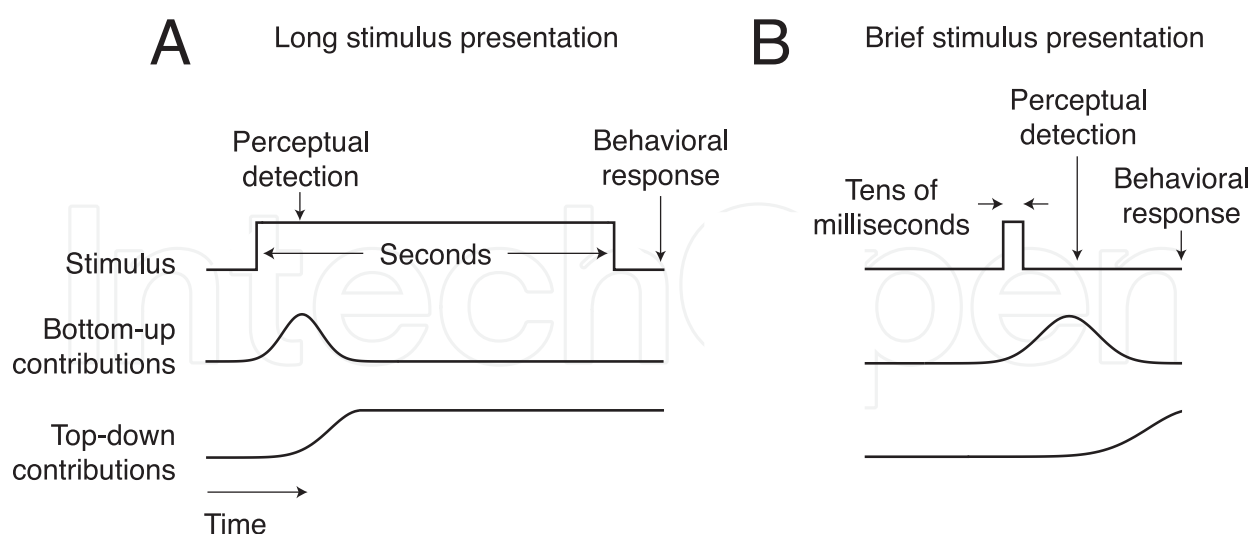 A
Long stimulus presentation
Perceptual
detection
Behavioral
response
Stimulus
Seconds
Bottom-up
contributions
Top-down
contributions
Time
B
Brief stimulus presentation
Perceptual
detection
Tens of
milliseconds
Behavioral
response
IntechOpen